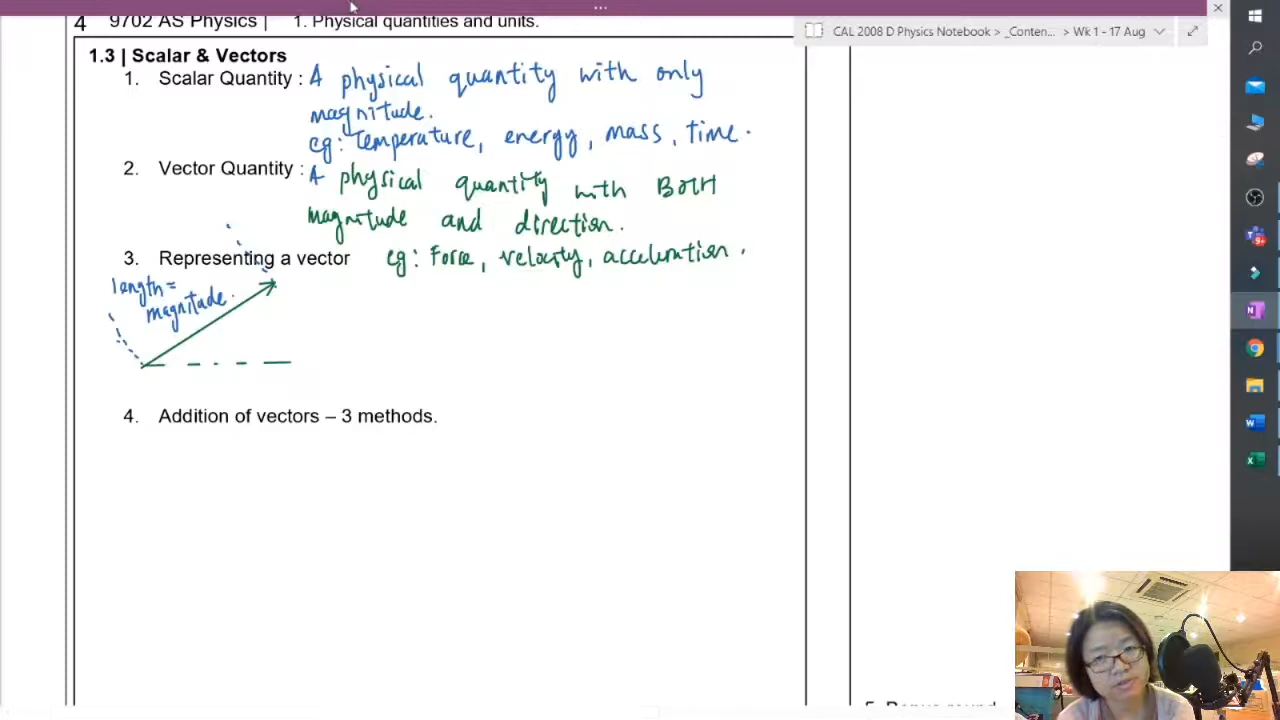 4 9702 AS Physics | 1. Physical quantities and units.
CAL 2008 D Physics Notebook > _Conten... > Wk 1 - 17 Aug
1.3 | Scalar & Vectors
1. Scalar Quantity : A physical quantity with only
magnitude.
eg: Temperature, energy, mass, time.
2. Vector Quantity : A physical quantity with BOTH
magnitude and direction.
3. Representing a vector eg: Force, velocity, acceleration.
length =
magnitude.
4. Addition of vectors – 3 methods.